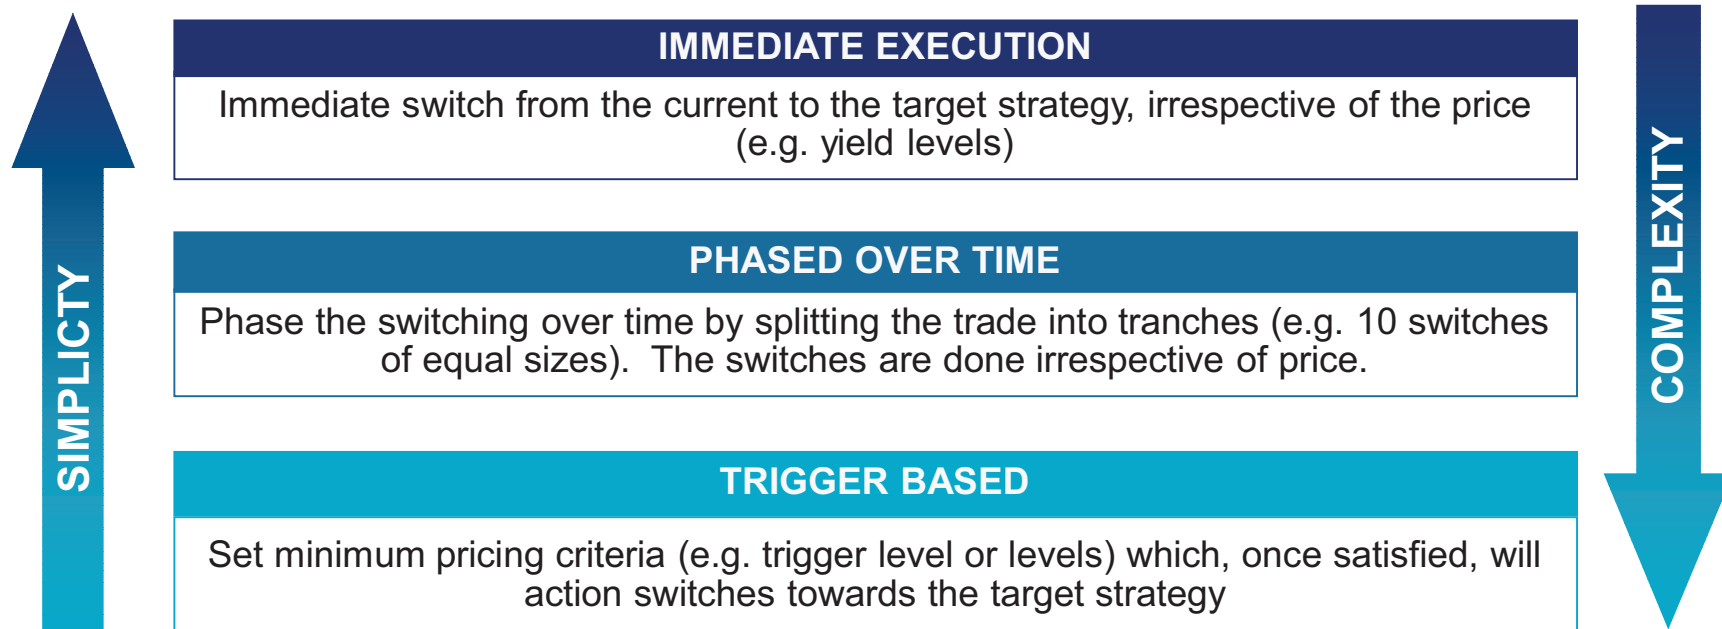 IMMEDIATE EXECUTION
Immediate switch from the current to the target strategy, irrespective of the price
(e.g. yield levels)
PHASED OVER TIME
Phase the switching over time by splitting the trade into tranches (e.g. 10 switches
of equal sizes).  The switches are done irrespective of price.
TRIGGER BASED
Set minimum pricing criteria (e.g. trigger level or levels) which, once satisfied, will
action switches towards the target strategy
SIMPLICTY
COMPLEXITY